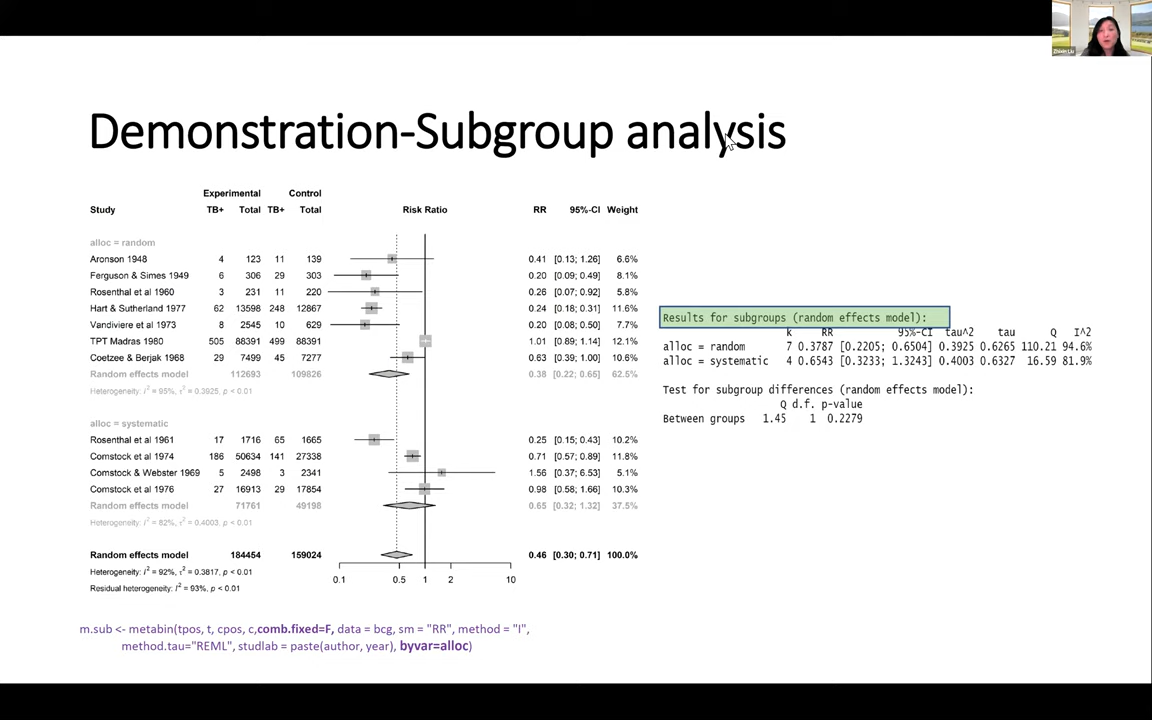 Zhixin Liu
Demonstration-Subgroup analysis
Experimental Control
Study TB+ Total TB+ Total Risk Ratio RR 95%-CI Weight
alloc = random
Aronson 1948 4 123 11 139 0.41 [0.13; 1.26] 6.6%
Ferguson & Simes 1949 6 306 29 303 0.20 [0.09; 0.49] 8.1%
Rosenthal et al 1960 3 231 11 220 0.26 [0.07; 0.92] 5.8%
Hart & Sutherland 1977 62 13598 248 12867 0.24 [0.18; 0.31] 11.6%
Vandiviere et al 1973 8 2545 10 629 0.20 [0.08; 0.50] 7.7%
TPT Madras 1980 505 88391 499 88391 1.01 [0.89; 1.14] 12.1%
Coetzee & Berjak 1968 29 7499 45 7277 0.63 [0.39; 1.00] 10.6%
Random effects model 112693 109826 0.38 [0.22; 0.65] 62.5%
Heterogeneity: I² = 95%, τ² = 0.3925, p < 0.01
alloc = systematic
Rosenthal et al 1961 17 1716 65 1665 0.25 [0.15; 0.43] 10.2%
Comstock et al 1974 186 50634 141 27338 0.71 [0.57; 0.89] 11.8%
Comstock & Webster 1969 5 2498 3 2341 1.56 [0.37; 6.53] 5.1%
Comstock et al 1976 27 16913 29 17854 0.98 [0.58; 1.66] 10.3%
Random effects model 71761 49198 0.65 [0.32; 1.32] 37.5%
Heterogeneity: I² = 82%, τ² = 0.4003, p < 0.01
Random effects model 184454 159024 0.46 [0.30; 0.71] 100.0%
Heterogeneity: I² = 92%, τ² = 0.3817, p < 0.01
Residual heterogeneity: I² = 93%, p < 0.01
0.1 0.5 1 2 10
Results for subgroups (random effects model):
k RR 95%-CI tau^2 tau Q I^2
alloc = random 7 0.3787 [0.2205; 0.6504] 0.3925 0.6265 110.21 94.6%
alloc = systematic 4 0.6543 [0.3233; 1.3243] 0.4003 0.6327 16.59 81.9%
Test for subgroup differences (random effects model):
Q d.f. p-value
Between groups 1.45 1 0.2279
m.sub <- metabin(tpos, t, cpos, c,comb.fixed=F, data = bcg, sm = "RR", method = "I",
method.tau="REML", studlab = paste(author, year), byvar=alloc)